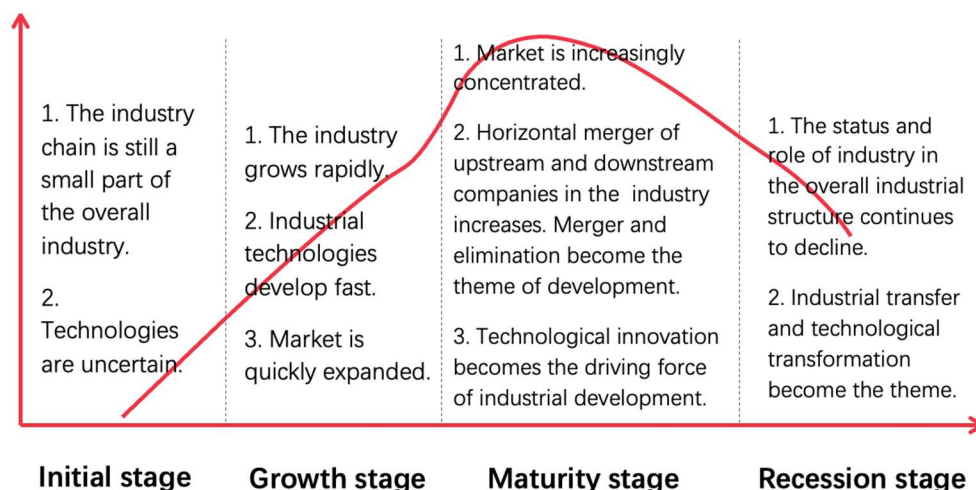 1. The industry
chain is still a
small part of
the overall
industry.
2.
Technologies
are uncertain.
1. The industry
grows rapidly.
2. Industrial
technologies
develop fast.
3. Market is
quickly expanded.
1. Market is increasingly
concentrated.
2. Horizontal merger of
upstream and downstream
companies in the industry
increases. Merger and
elimination become the
theme of development.
3. Technological innovation
becomes the driving force
of industrial development.
1. The status and
role of industry in
the overall industrial
structure continues
to decline.
2. Industrial transfer
and technological
transformation
become the theme.
Initial stage
Growth stage
Maturity stage
Recession stage